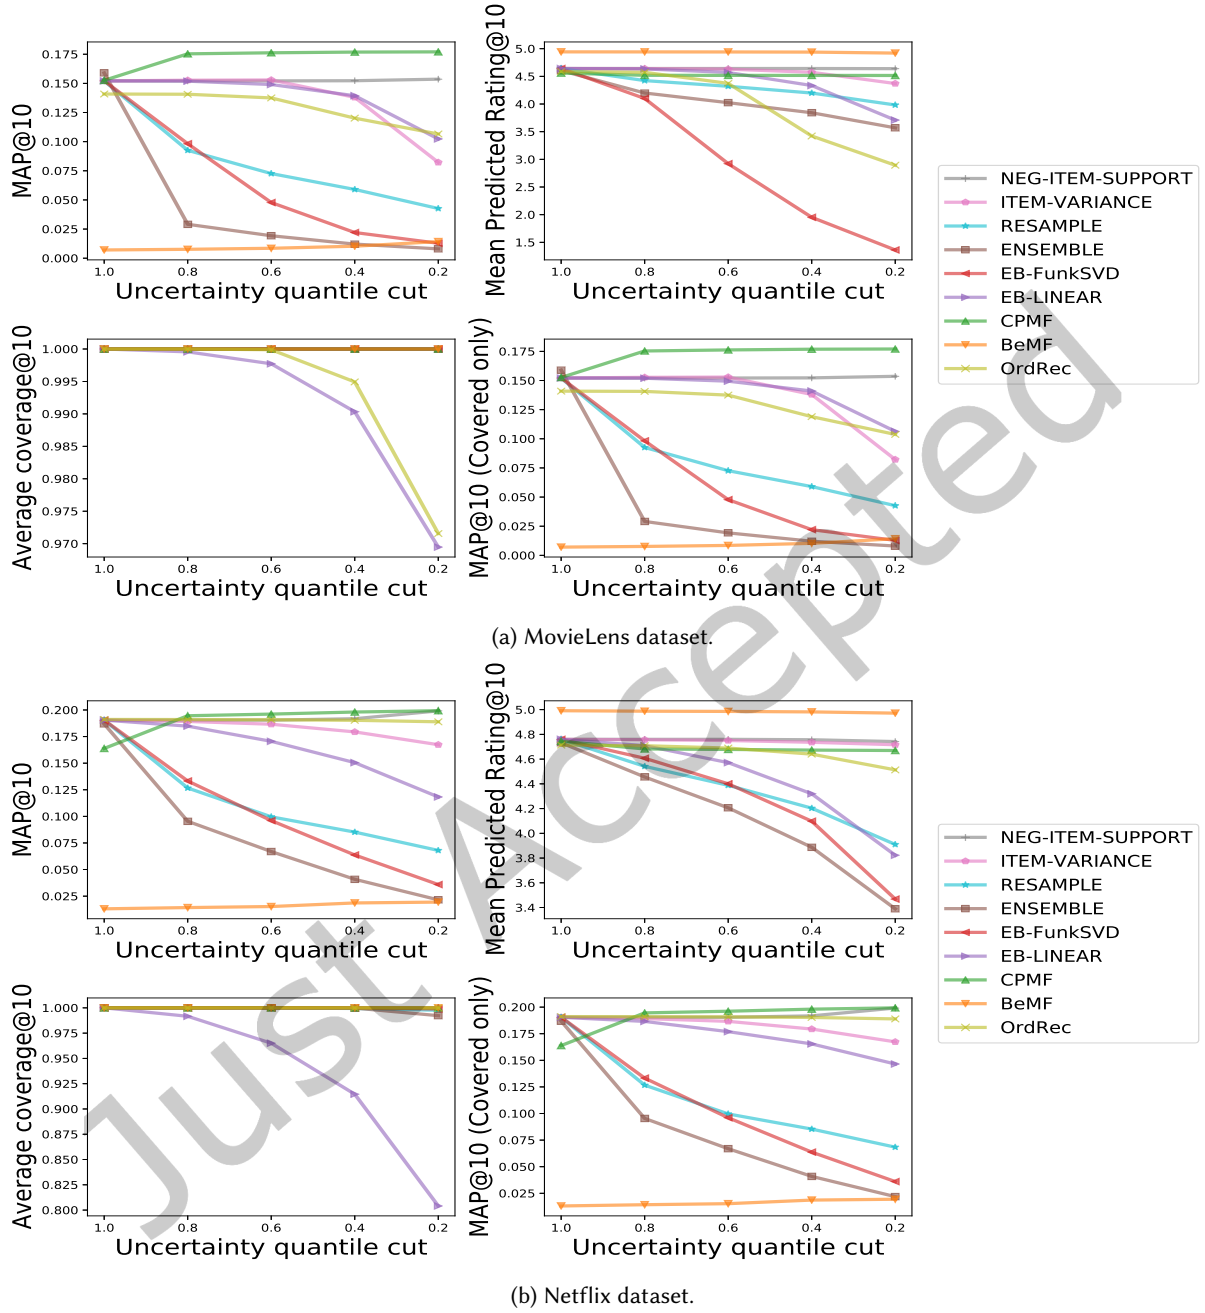 0.175
0.150
0.125
0.100
0.075
0.050
0.025
0.000
MAP@10
1.0 0.8 0.6 0.4 0.2
Uncertainty quantile cut
5.0
4.5
4.0
3.5
3.0
2.5
2.0
1.5
Mean Predicted Rating@10
1.0 0.8 0.6 0.4 0.2
Uncertainty quantile cut
NEG-ITEM-SUPPORT
ITEM-VARIANCE
RESAMPLE
ENSEMBLE
EB-FunkSVD
EB-LINEAR
CPMF
BeMF
OrdRec
1.000
0.995
0.990
0.985
0.980
0.975
0.970
Average coverage@10
1.0 0.8 0.6 0.4 0.2
Uncertainty quantile cut
0.175
0.150
0.125
0.100
0.075
0.050
0.025
0.000
MAP@10 (Covered only)
1.0 0.8 0.6 0.4 0.2
Uncertainty quantile cut
(a) MovieLens dataset.
0.200
0.175
0.150
0.125
0.100
0.075
0.050
0.025
MAP@10
1.0 0.8 0.6 0.4 0.2
Uncertainty quantile cut
5.0
4.8
4.6
4.4
4.2
4.0
3.8
3.6
3.4
Mean Predicted Rating@10
1.0 0.8 0.6 0.4 0.2
Uncertainty quantile cut
NEG-ITEM-SUPPORT
ITEM-VARIANCE
RESAMPLE
ENSEMBLE
EB-FunkSVD
EB-LINEAR
CPMF
BeMF
OrdRec
1.000
0.975
0.950
0.925
0.900
0.875
0.850
0.825
0.800
Average coverage@10
1.0 0.8 0.6 0.4 0.2
Uncertainty quantile cut
0.200
0.175
0.150
0.125
0.100
0.075
0.050
0.025
MAP@10 (Covered only)
1.0 0.8 0.6 0.4 0.2
Uncertainty quantile cut
(b) Netflix dataset.
Just Accepted